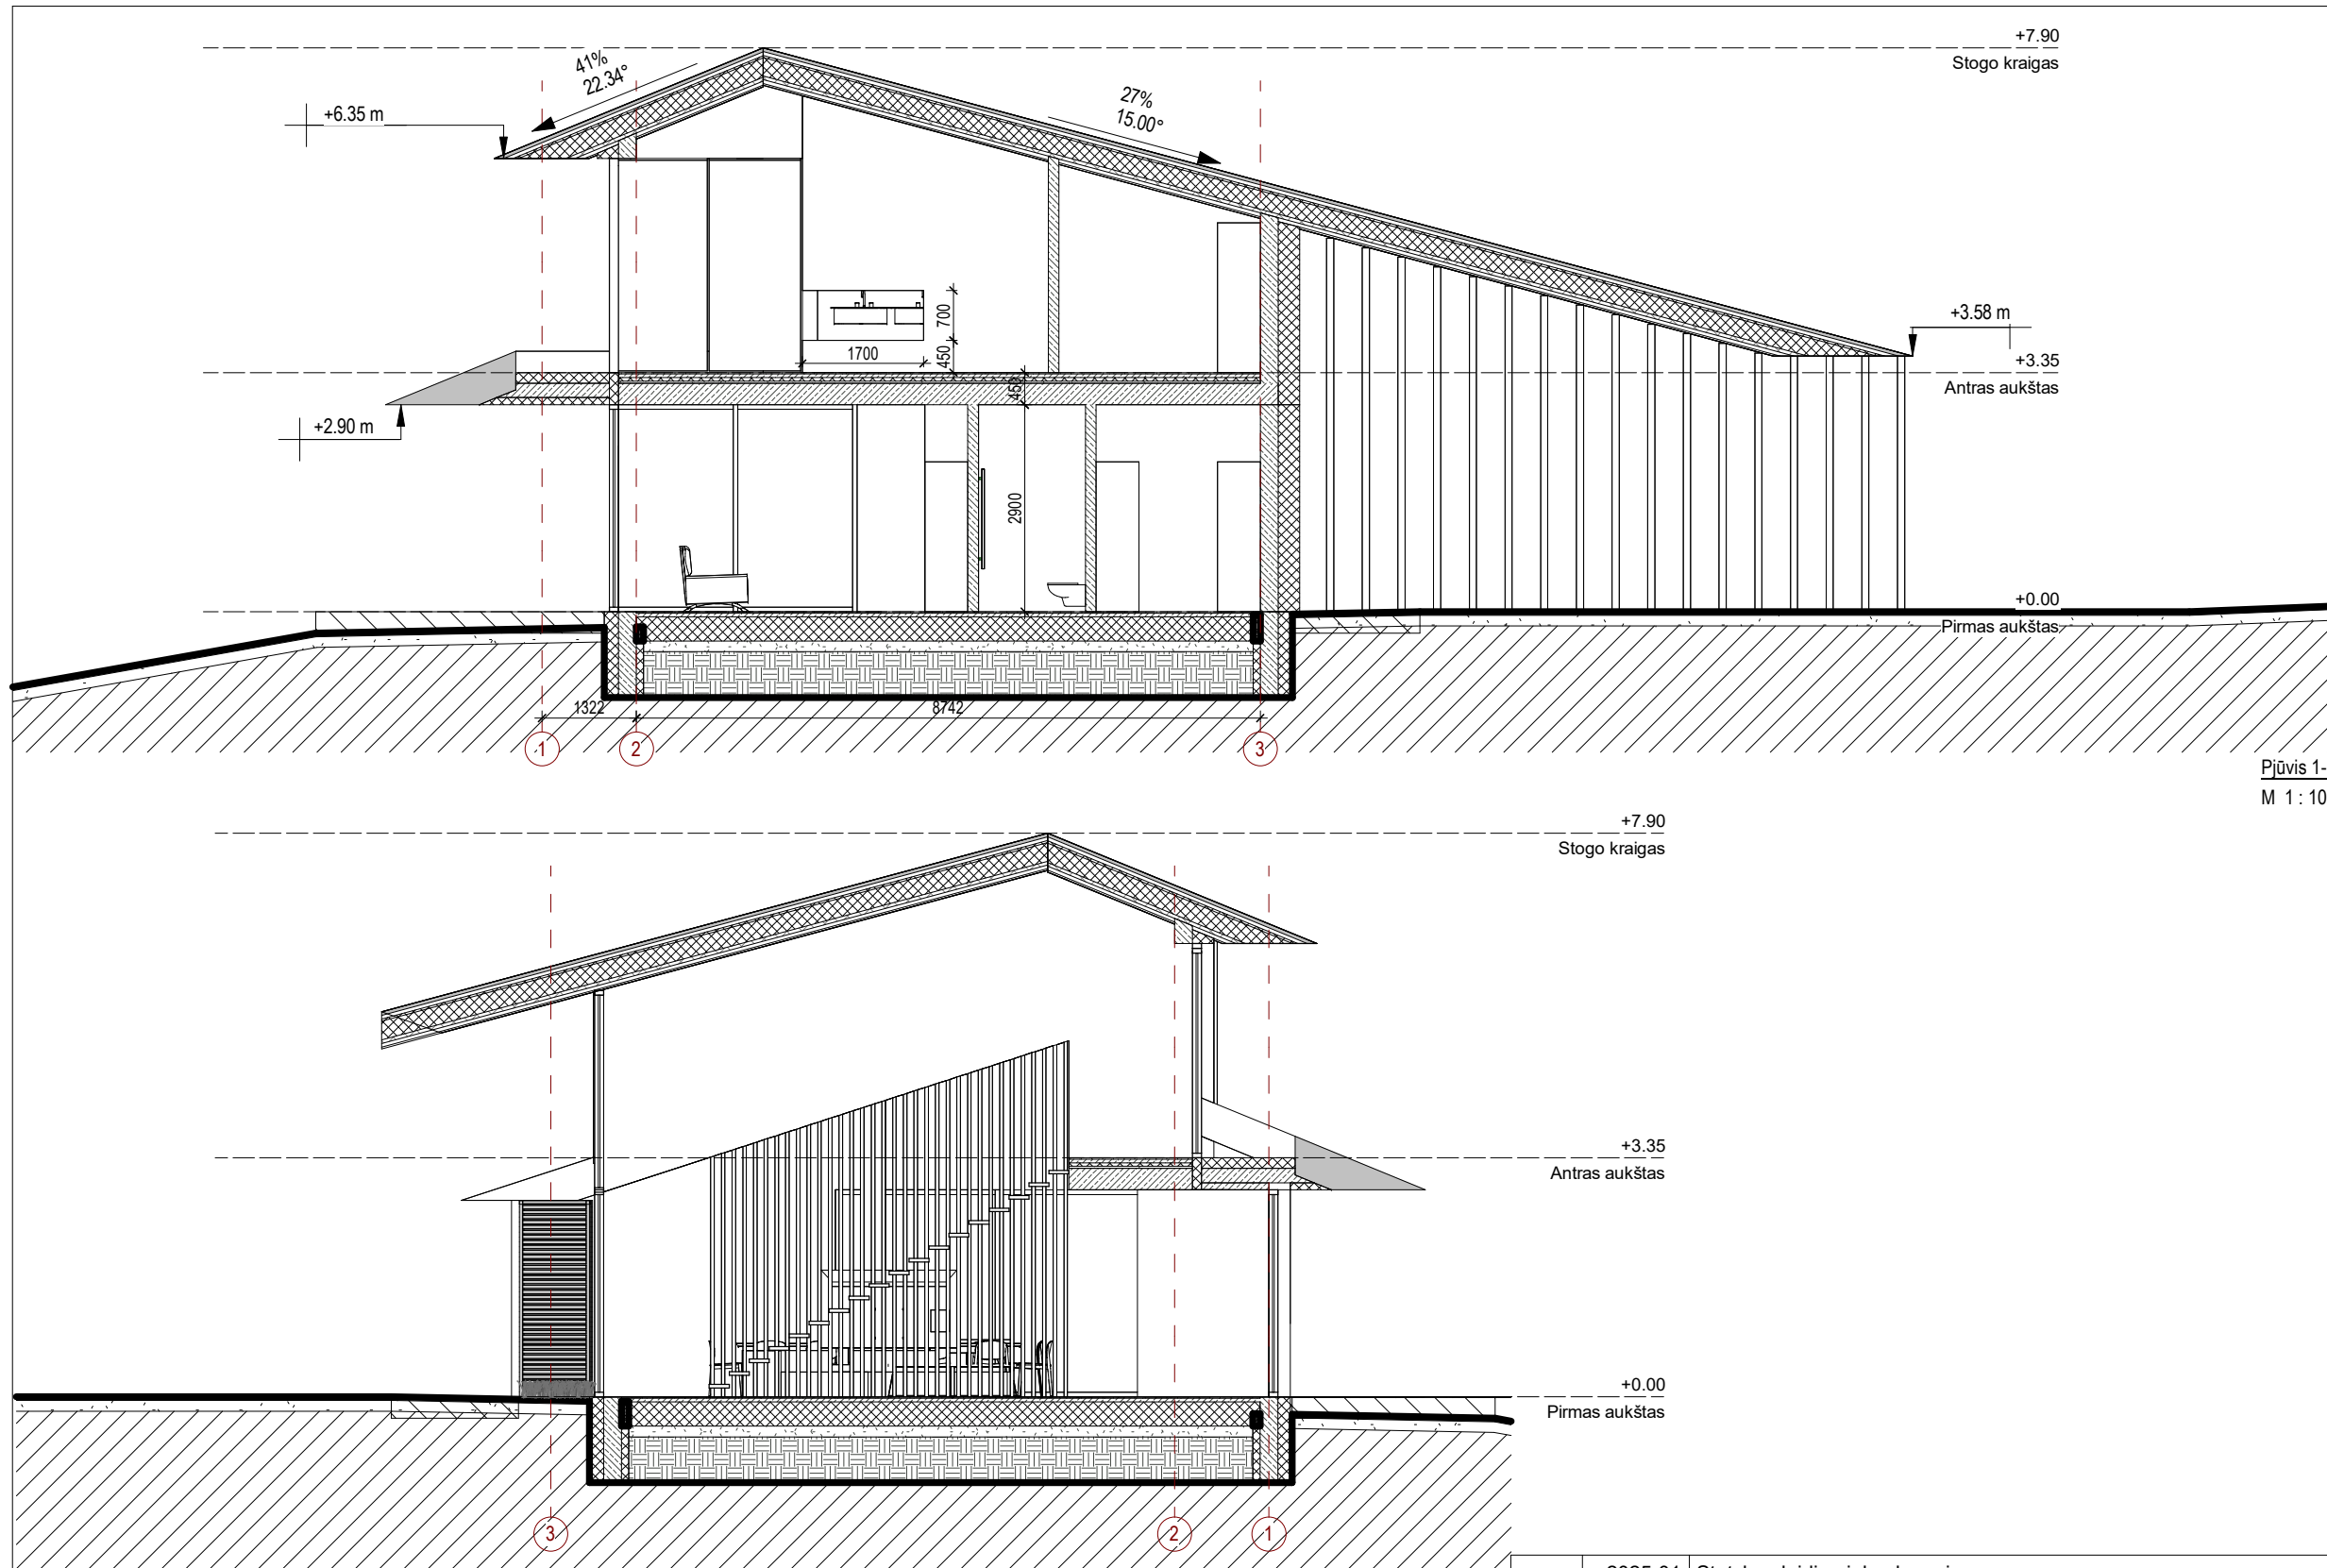 +7.90
Stogo kraigas
41%
22.34°
27%
15.00°
+6.35 m
+3.58 m
700
1700
450
+3.35
Antras aukštas
450
+2.90 m
2900
+0.00
Pirmas aukštas
1322
8742
1
2
3
Pjūvis 1-
M 1 : 10
+7.90
Stogo kraigas
+3.35
Antras aukštas
+0.00
Pirmas aukštas
3
2
1